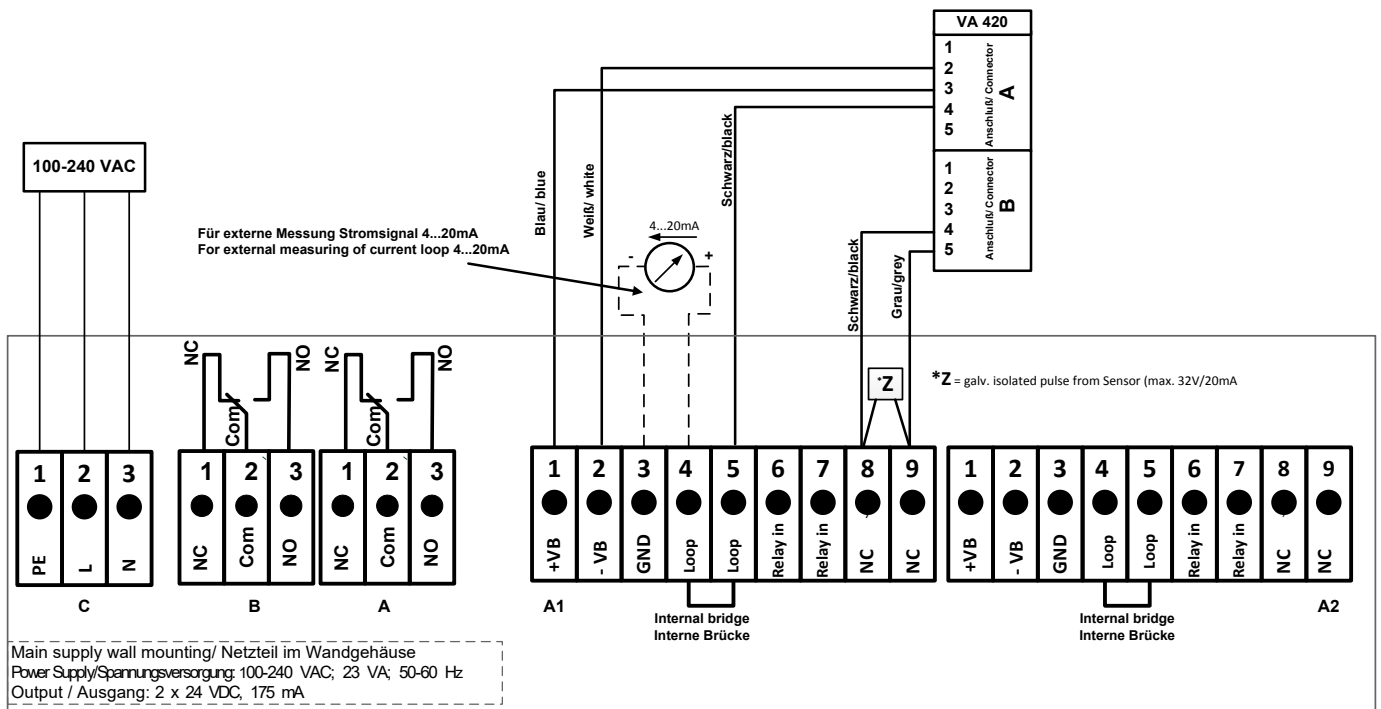 VA 420
1
2
3
4
5
Anschluß/ Connector
A
1
2
3
4
5
Anschluß/ Connector
B
100-240 VAC
Für externe Messung Stromsignal 4...20mA
For external measuring of current loop 4...20mA
4...20mA
-
+
Blau/ blue
Weiß/ white
Schwarz/black
Schwarz/black
Grau/grey
*Z
*Z = galv. isolated pulse from Sensor (max. 32V/20mA
NC
Com
NO
NC
Com
NO
1
2
3
PE
L
N
C
1
2
3
NC
Com
NO
B
1
2
3
NC
Com
NO
A
1
2
3
4
5
6
7
8
9
+VB
- VB
GND
Loop
Loop
Relay in
Relay in
NC
NC
A1
Internal bridge
Interne Brücke
1
2
3
4
5
6
7
8
9
+VB
- VB
GND
Loop
Loop
Relay in
Relay in
NC
NC
A2
Internal bridge
Interne Brücke
Main supply wall mounting/ Netzteil im Wandgehäuse
Power Supply/Spannungsversorgung: 100-240 VAC; 23 VA; 50-60 Hz
Output / Ausgang: 2 x 24 VDC, 175 mA